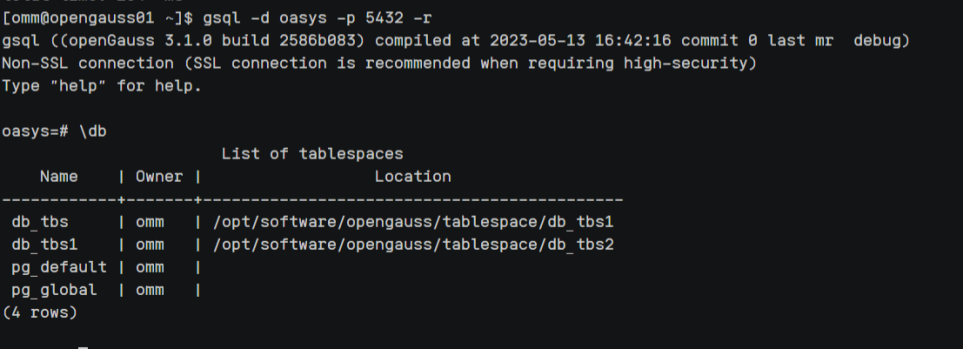 [omm@opengauss01 ~]$ gsql -d oasys -p 5432 -r
gsql ((openGauss 3.1.0 build 2586b083) compiled at 2023-05-13 16:42:16 commit 0 last mr  debug)
Non-SSL connection (SSL connection is recommended when requiring high-security)
Type "help" for help.
oasys=# \db
                          List of tablespaces
    Name    | Owner |                    Location
------------+-------+-------------------------------------------------
 db_tbs     | omm   | /opt/software/opengauss/tablespace/db_tbs1
 db_tbs1    | omm   | /opt/software/opengauss/tablespace/db_tbs2
 pg_default | omm   |
 pg_global  | omm   |
(4 rows)